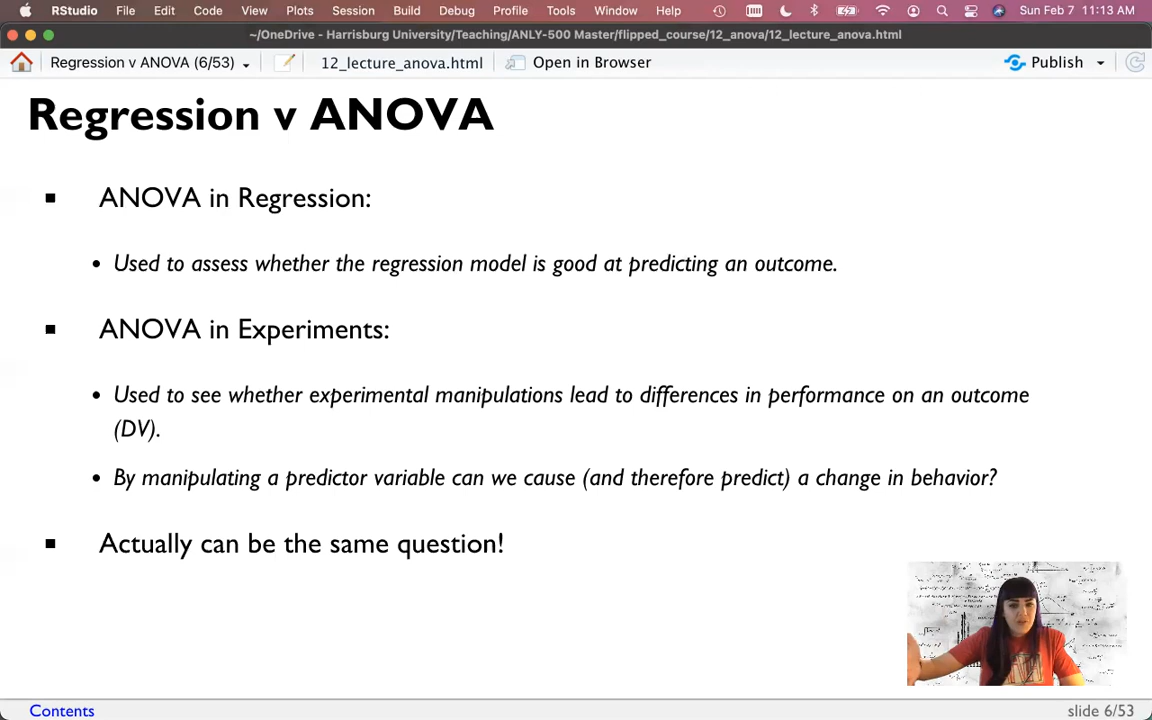 RStudio File Edit Code View Plots Session Build Debug Profile Tools Window Help Sun Feb 7 11:13 AM
~/OneDrive - Harrisburg University/Teaching/ANLY-500 Master/flipped_course/12_anova/12_lecture_anova.html
Regression v ANOVA (6/53) 12_lecture_anova.html Open in Browser Publish
Regression v ANOVA
ANOVA in Regression:
Used to assess whether the regression model is good at predicting an outcome.
ANOVA in Experiments:
Used to see whether experimental manipulations lead to differences in performance on an outcome
(DV).
By manipulating a predictor variable can we cause (and therefore predict) a change in behavior?
Actually can be the same question!
Contents slide 6/53